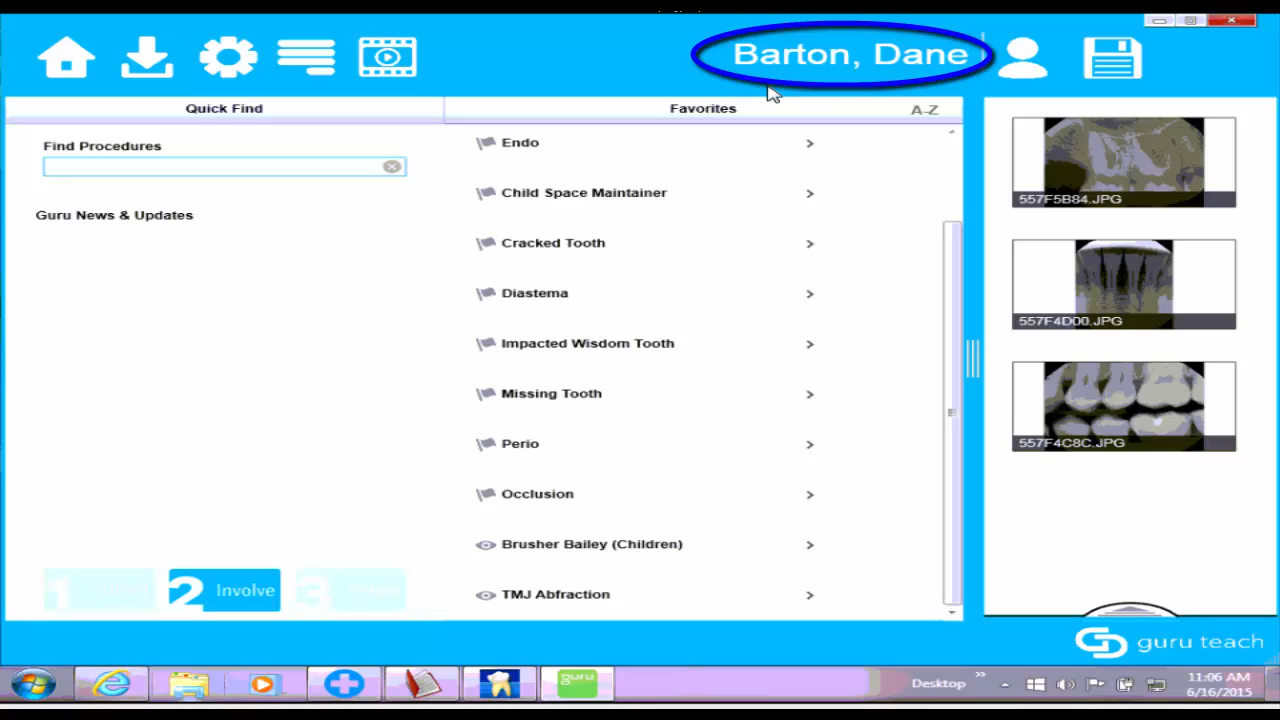 Barton, Dane
Quick Find
Favorites
A-Z
Find Procedures
Guru News & Updates
Endo
Child Space Maintainer
Cracked Tooth
Diastema
Impacted Wisdom Tooth
Missing Tooth
Perio
Occlusion
Brusher Bailey (Children)
TMJ Abfraction
1
2 Involve
3
557F5B84.JPG
557F4D00.JPG
557F4C8C.JPG
guru teach
guru
Desktop
11:06 AM
6/16/2015